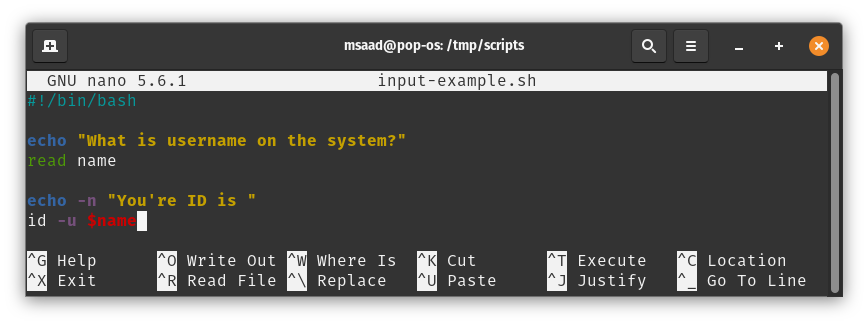 msaad@pop-os: /tmp/scripts
GNU nano 5.6.1 input-example.sh
#!/bin/bash
echo "What is username on the system?"
read name
echo -n "You're ID is "
id -u $name
^G Help ^O Write Out ^W Where Is ^K Cut ^T Execute ^C Location
^X Exit ^R Read File ^\ Replace ^U Paste ^J Justify ^_ Go To Line